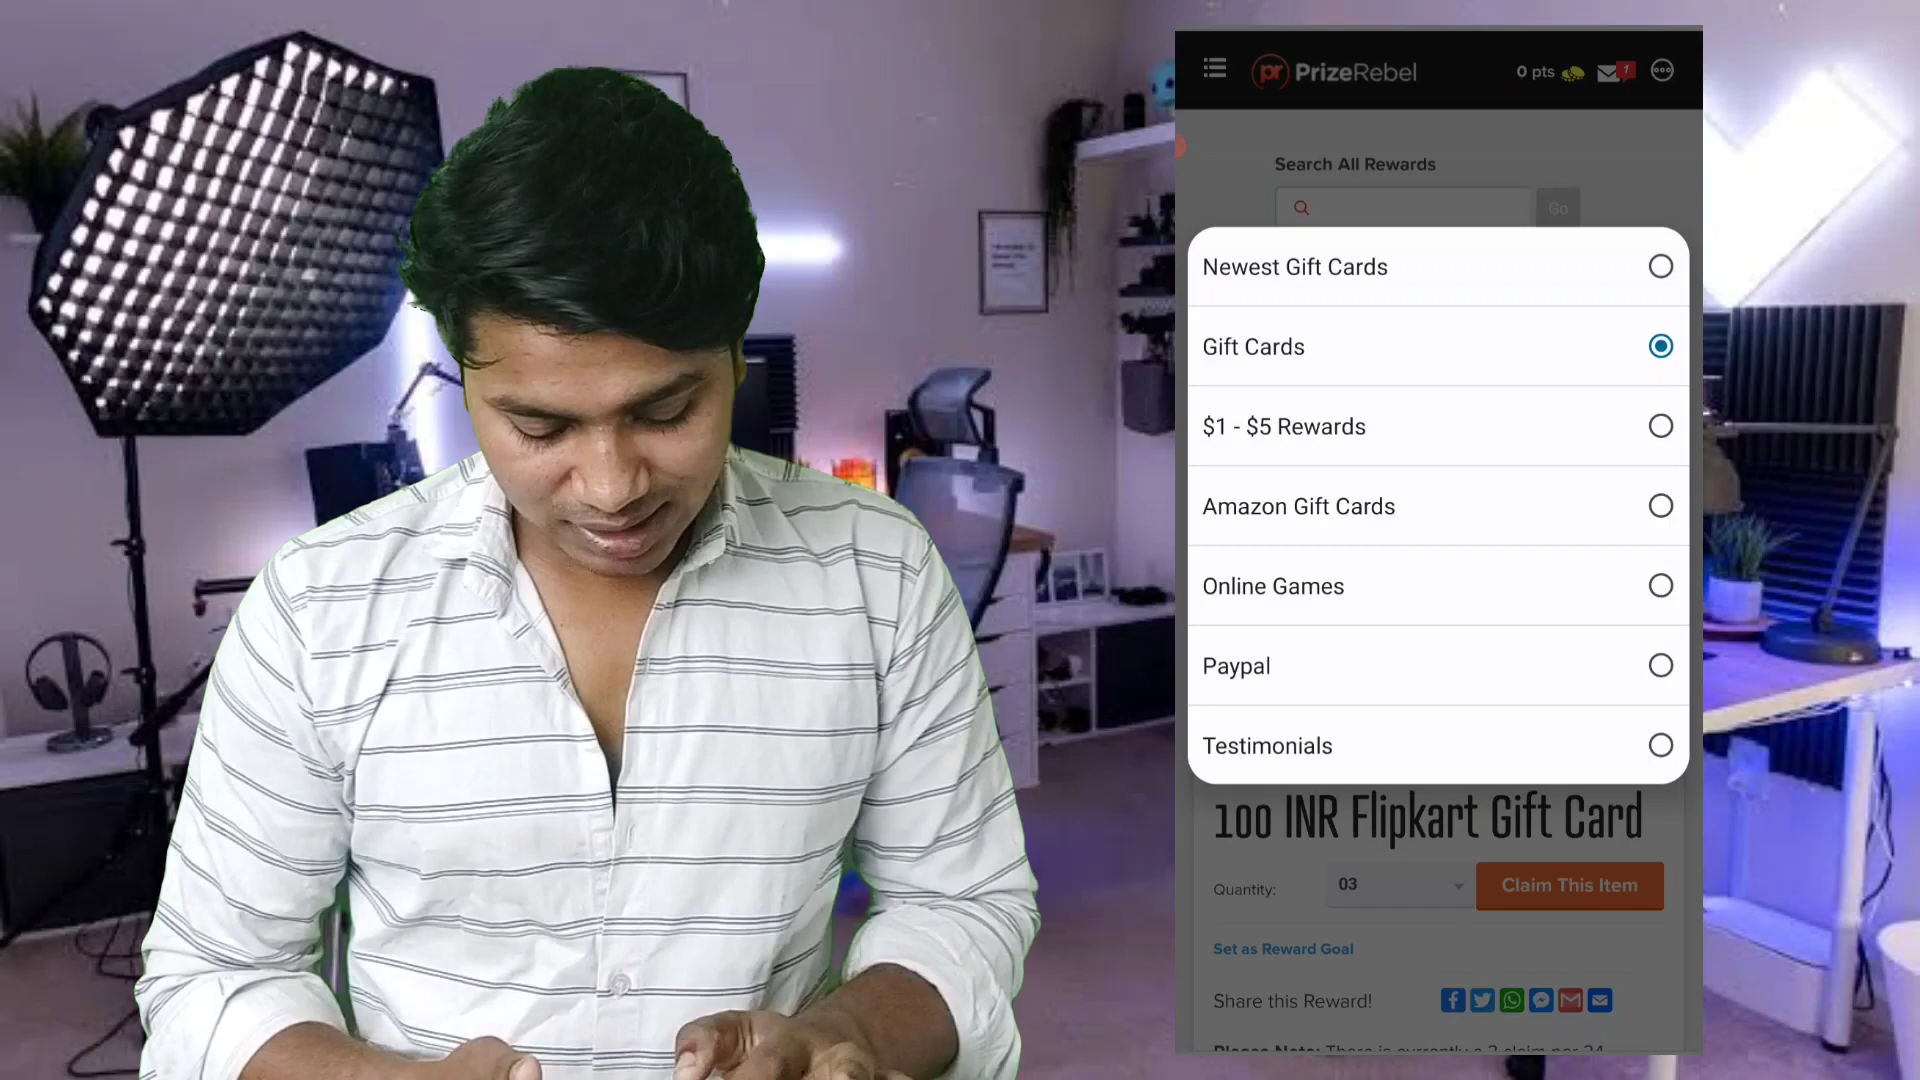 PrizeRebel
0 pts
1
Search All Rewards
Go
Newest Gift Cards
Gift Cards
$1 - $5 Rewards
Amazon Gift Cards
Online Games
Paypal
Testimonials
100 INR Flipkart Gift Card
Quantity:
03
Claim This Item
Set as Reward Goal
Share this Reward!